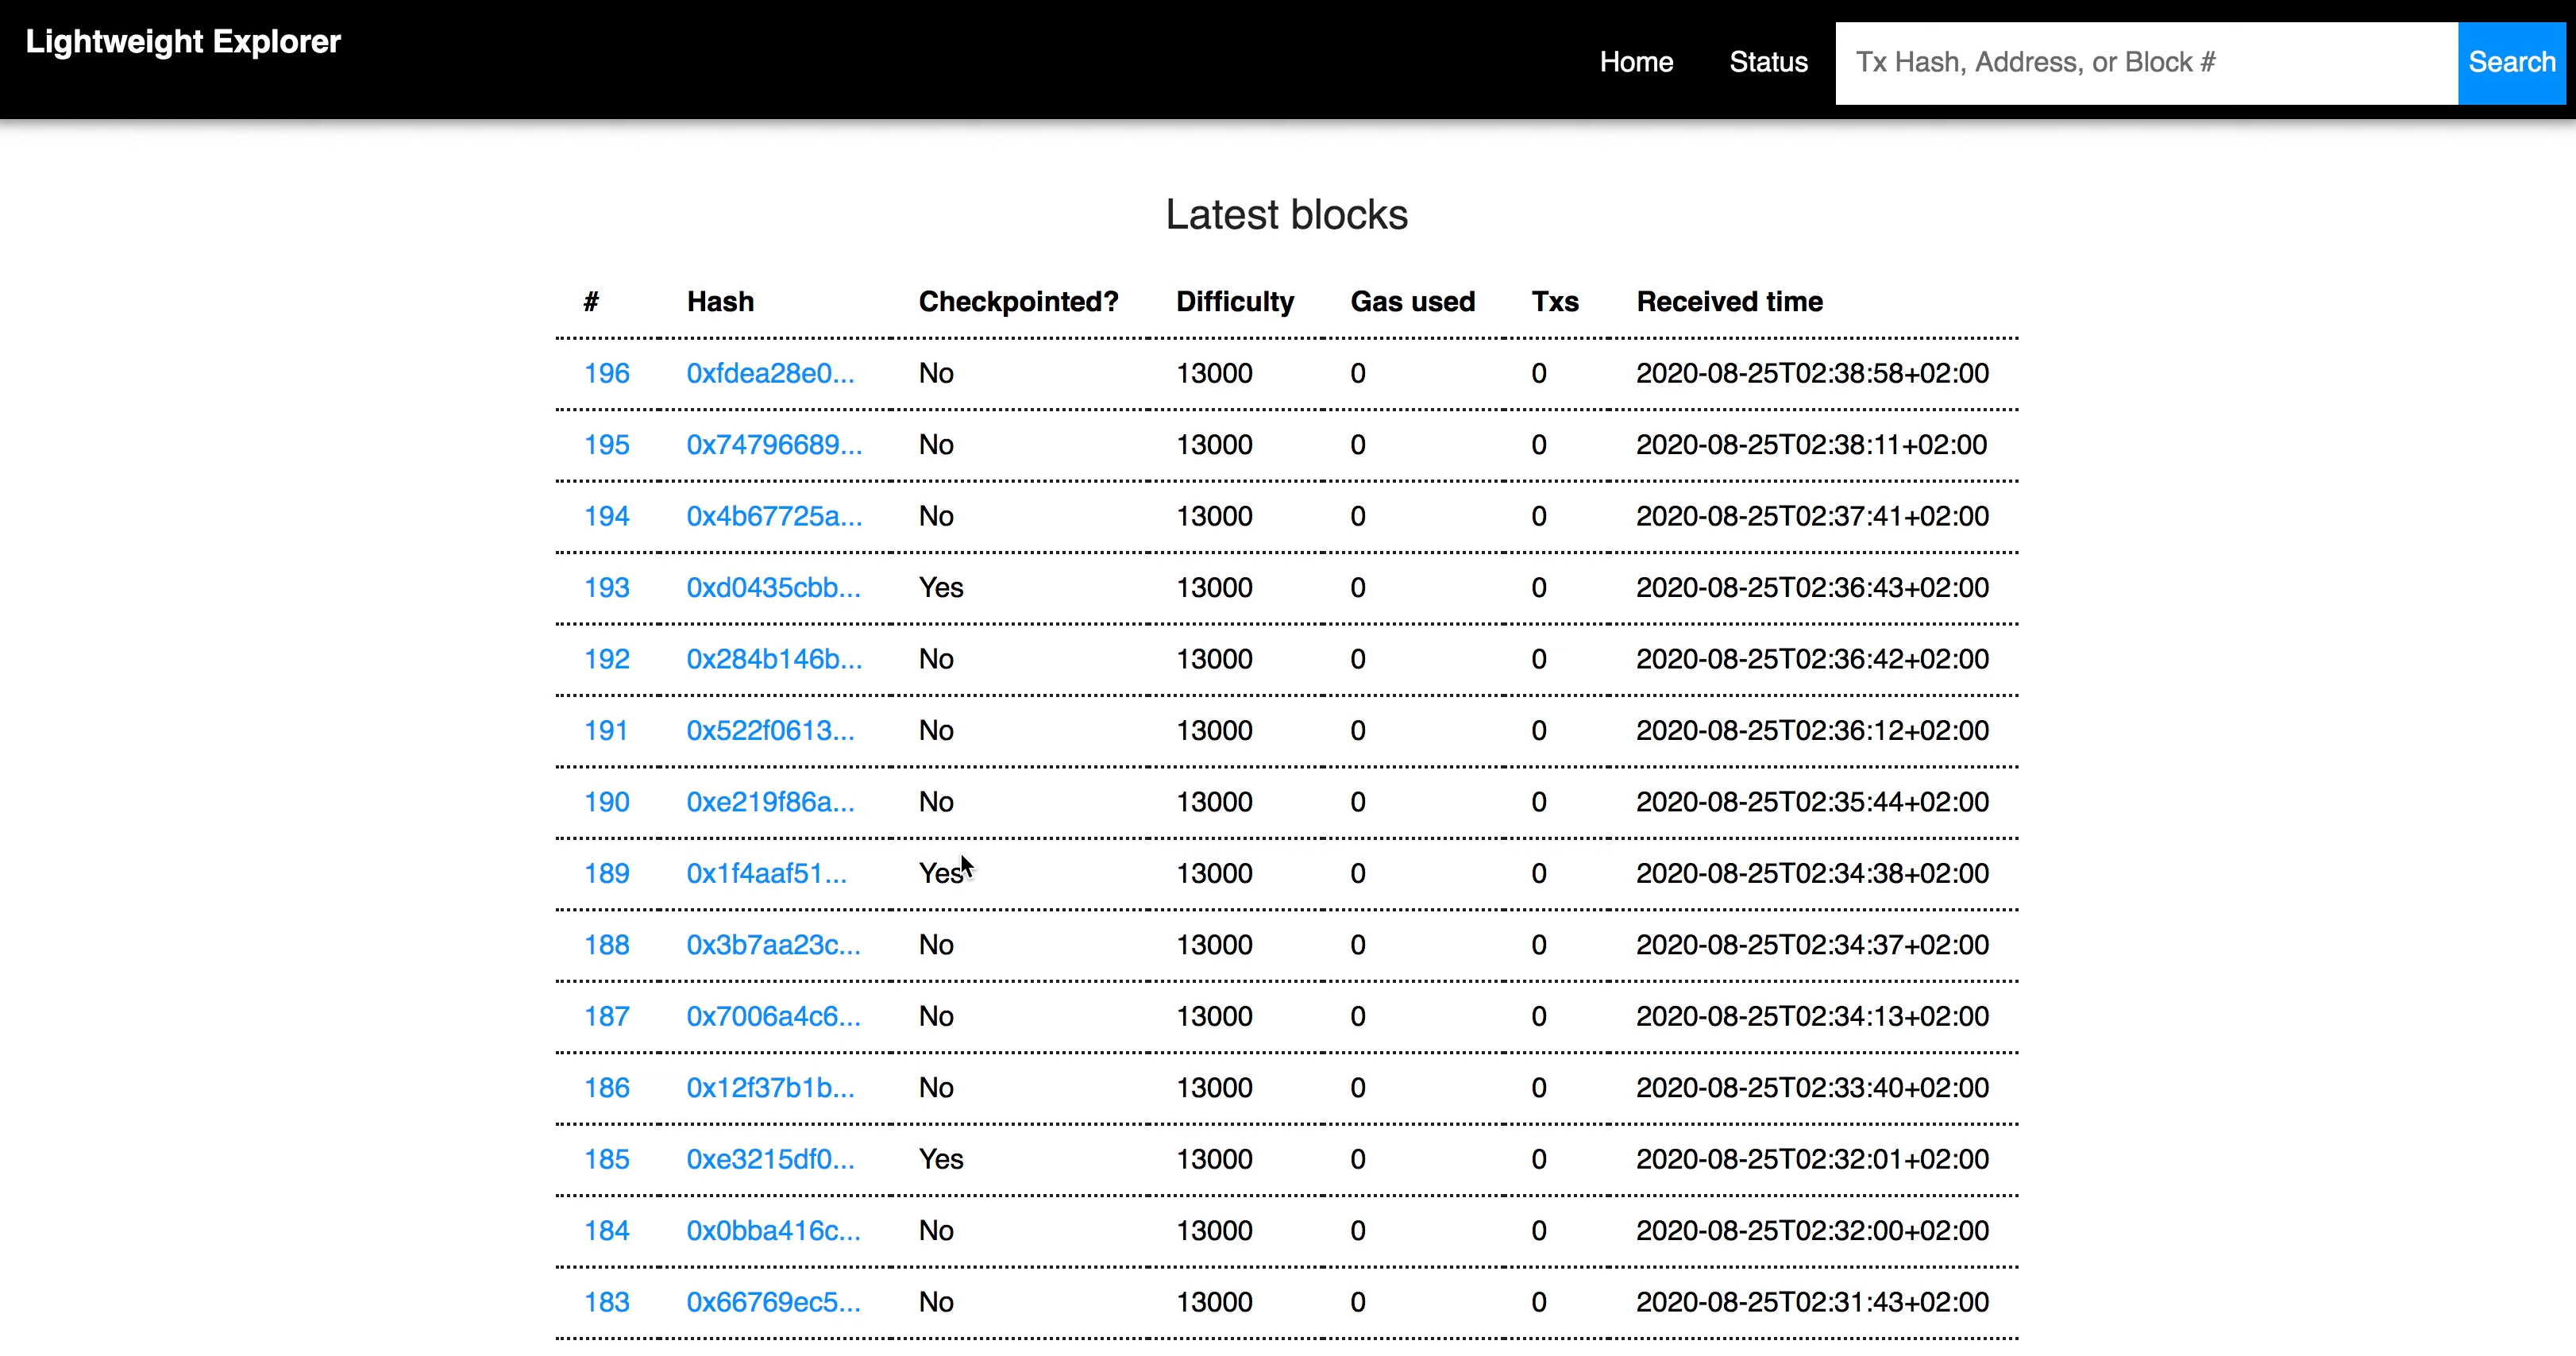 Lightweight Explorer
Home Status Tx Hash, Address, or Block # Search
Latest blocks
# Hash Checkpointed? Difficulty Gas used Txs Received time
196 0xfdea28e0... No 13000 0 0 2020-08-25T02:38:58+02:00
195 0x74796689... No 13000 0 0 2020-08-25T02:38:11+02:00
194 0x4b67725a... No 13000 0 0 2020-08-25T02:37:41+02:00
193 0xd0435cbb... Yes 13000 0 0 2020-08-25T02:36:43+02:00
192 0x284b146b... No 13000 0 0 2020-08-25T02:36:42+02:00
191 0x522f0613... No 13000 0 0 2020-08-25T02:36:12+02:00
190 0xe219f86a... No 13000 0 0 2020-08-25T02:35:44+02:00
189 0x1f4aaf51... Yes 13000 0 0 2020-08-25T02:34:38+02:00
188 0x3b7aa23c... No 13000 0 0 2020-08-25T02:34:37+02:00
187 0x7006a4c6... No 13000 0 0 2020-08-25T02:34:13+02:00
186 0x12f37b1b... No 13000 0 0 2020-08-25T02:33:40+02:00
185 0xe3215df0... Yes 13000 0 0 2020-08-25T02:32:01+02:00
184 0x0bba416c... No 13000 0 0 2020-08-25T02:32:00+02:00
183 0x66769ec5... No 13000 0 0 2020-08-25T02:31:43+02:00